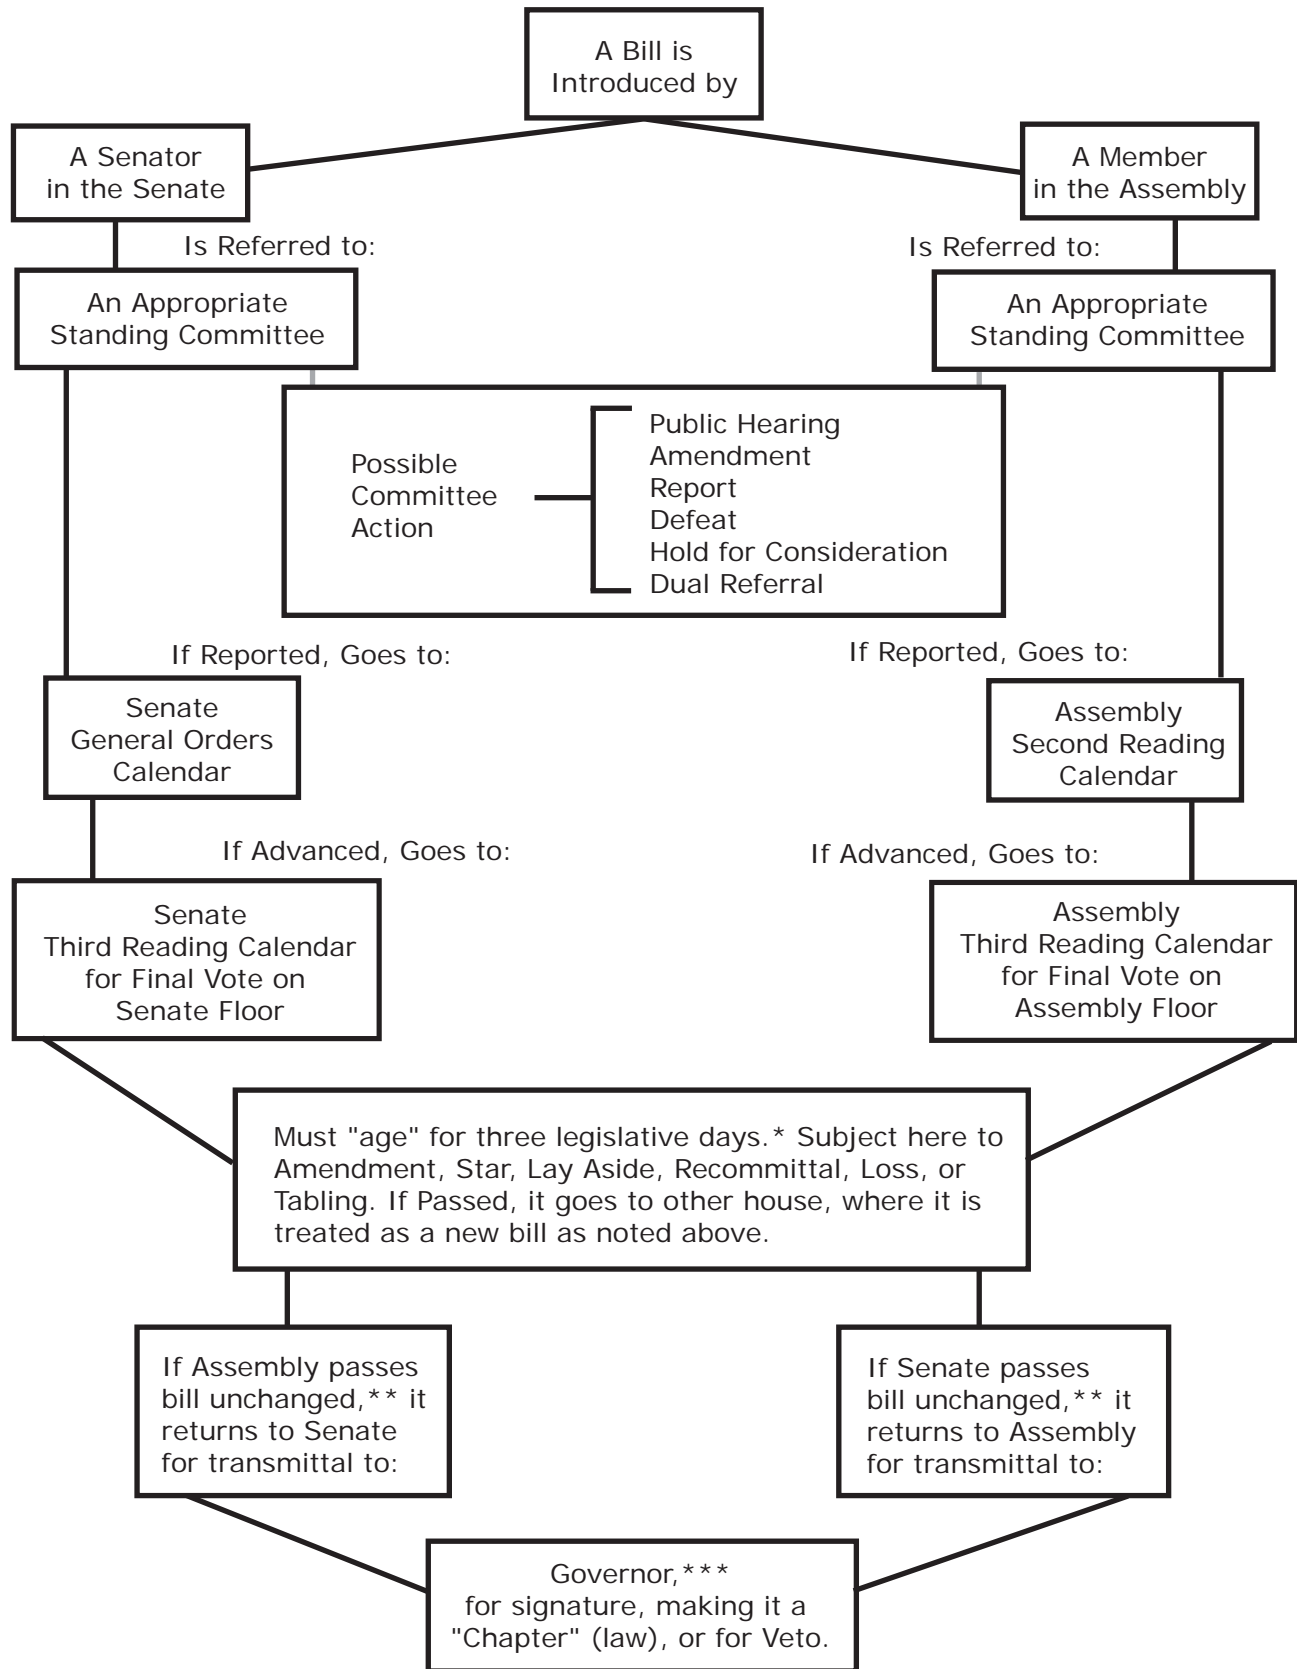 A Bill is
Introduced by
A Senator
in the Senate
A Member
in the Assembly
Is Referred to:
Is Referred to:
An Appropriate
Standing Committee
An Appropriate
Standing Committee
Possible
Committee
Action
Public Hearing
Amendment
Report
Defeat
Hold for Consideration
Dual Referral
If Reported, Goes to:
If Reported, Goes to:
Senate
General Orders
Calendar
Assembly
Second Reading
Calendar
If Advanced, Goes to:
If Advanced, Goes to:
Senate
Third Reading Calendar
for Final Vote on
Senate Floor
Assembly
Third Reading Calendar
for Final Vote on
Assembly Floor
Must "age" for three legislative days.* Subject here to
Amendment, Star, Lay Aside, Recommittal, Loss, or
Tabling. If Passed, it goes to other house, where it is
treated as a new bill as noted above.
If Assembly passes
bill unchanged,** it
returns to Senate
for transmittal to:
If Senate passes
bill unchanged,** it
returns to Assembly
for transmittal to:
Governor,***
for signature, making it a
"Chapter" (law), or for Veto.